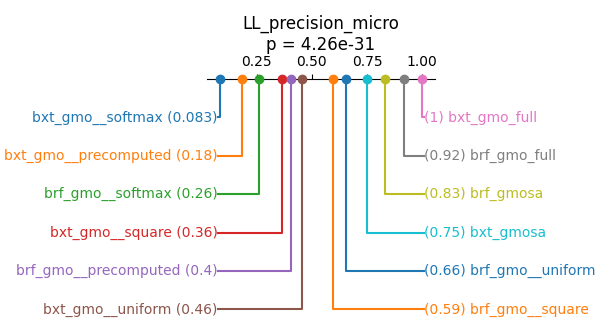 LL_precision_micro
p = 4.26e-31
0.25 0.50 0.75 1.00
bxt_gmo__softmax (0.083)
(1) bxt_gmo_full
bxt_gmo__precomputed (0.18)
(0.92) brf_gmo_full
brf_gmo__softmax (0.26)
(0.83) brf_gmosa
bxt_gmo__square (0.36)
(0.75) bxt_gmosa
brf_gmo__precomputed (0.4)
(0.66) brf_gmo__uniform
bxt_gmo__uniform (0.46)
(0.59) brf_gmo__square